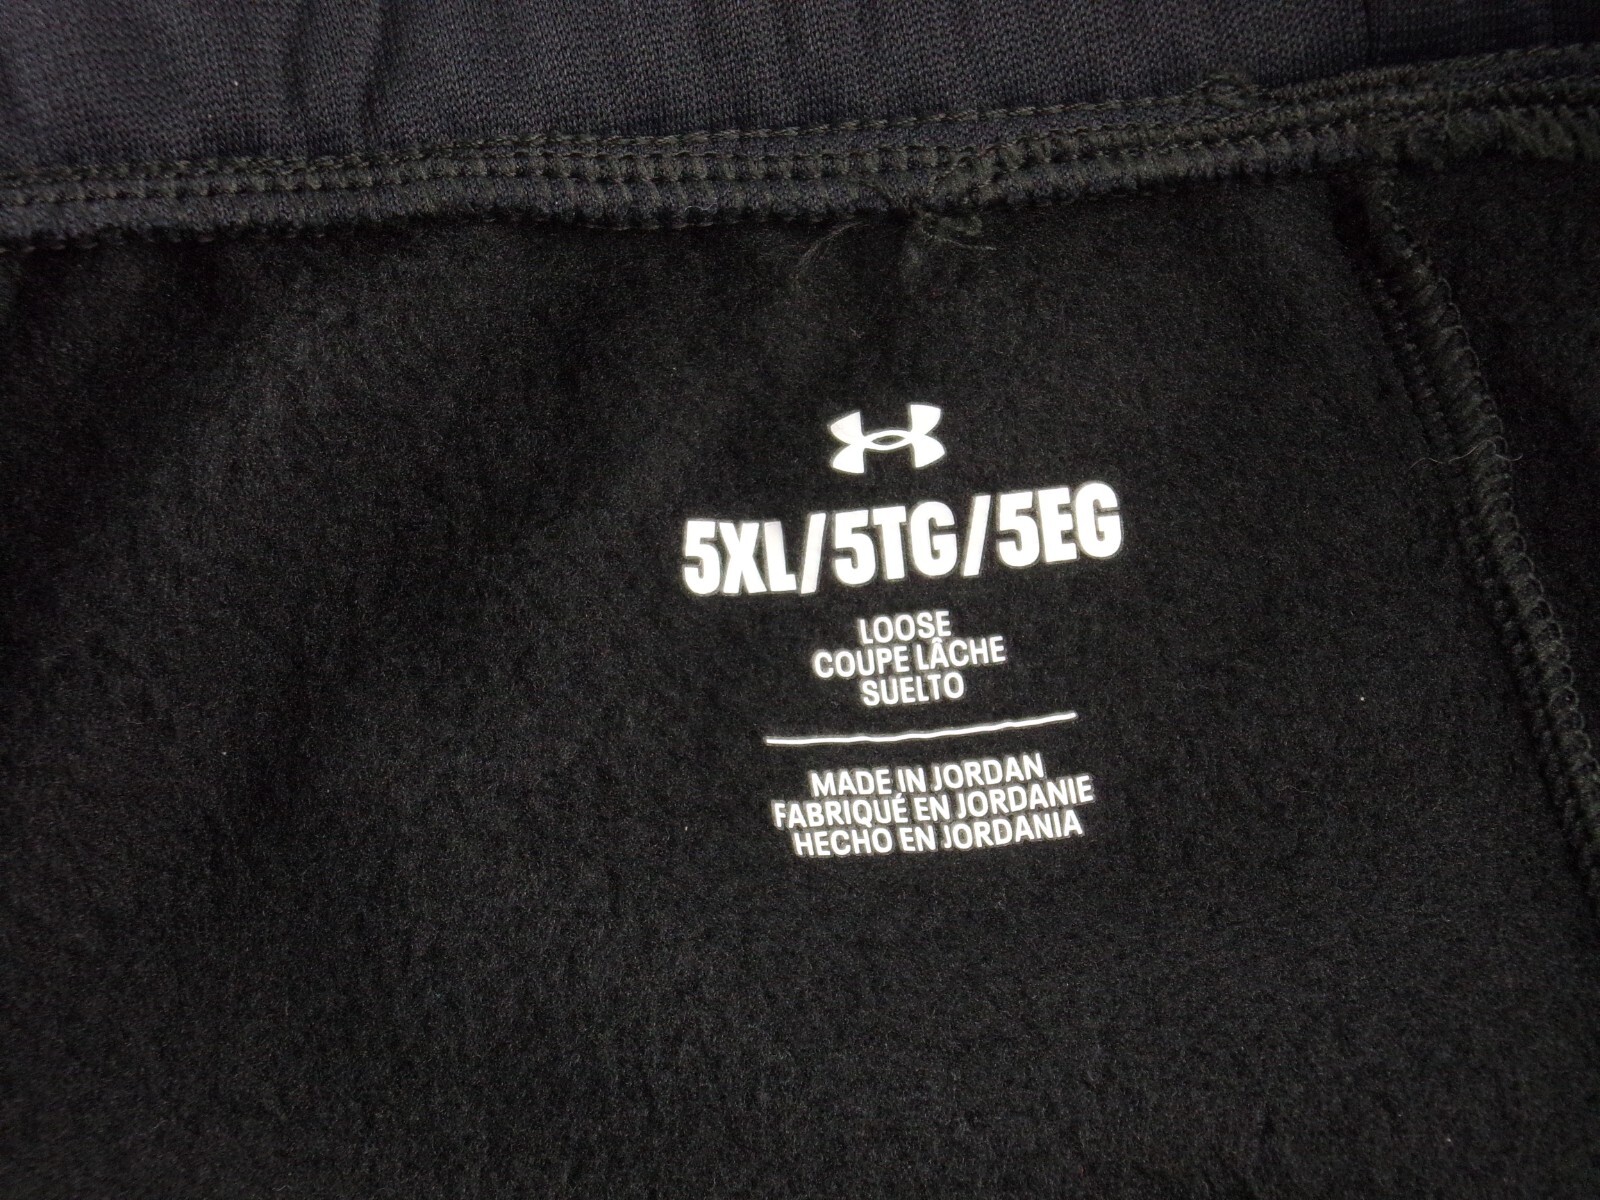 5XL/5TG/5EG
LOOSE
COUPE LÂCHE
SUELTO
MADE IN JORDAN
FABRIQUÉ EN JORDANIE
HECHO EN JORDANIA